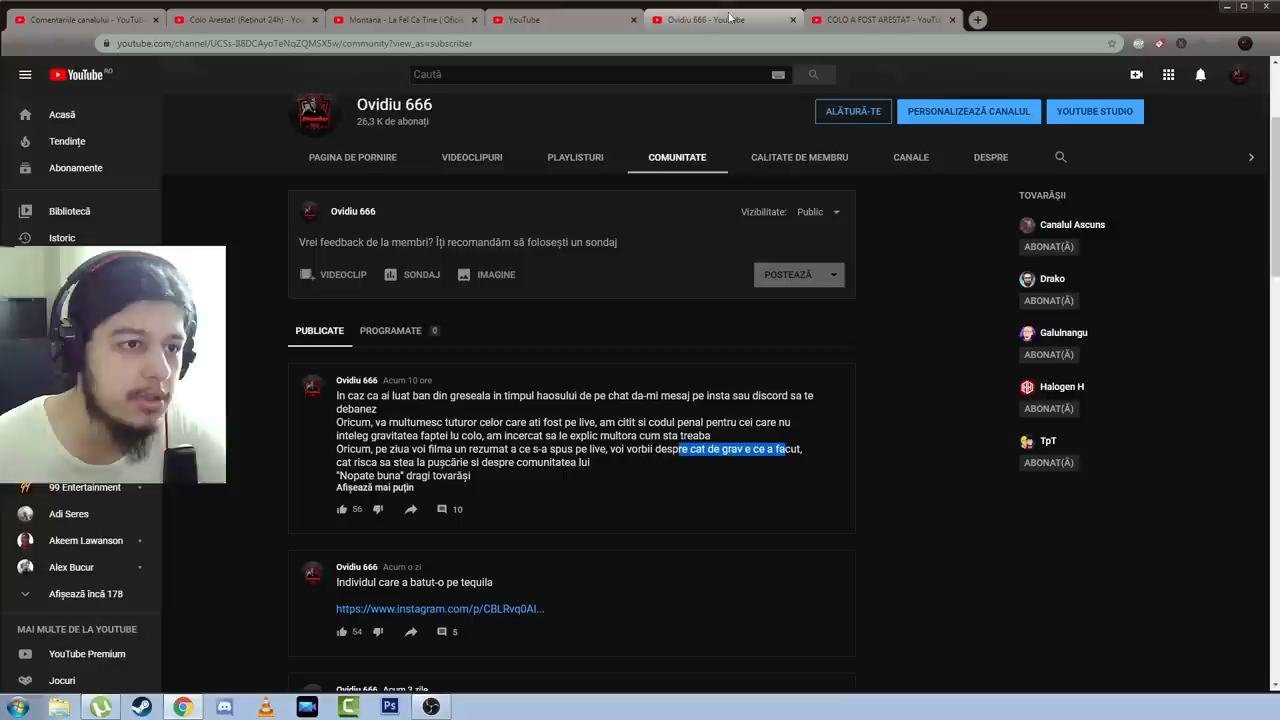 Comentariile canalului - YouTub
Colo Arestat! (Reținut 24h) - Yo
Montana - La Fel Ca Tine ( Oficis
YouTube
Ovidiu 666 - YouTube
COLO A FOST ARESTAT - YouTu
youtube.com/channel/UCSs-II8DCAyoTeNqZQMSX5w/community?view_as=subscriber
YouTube RO
Caută
Acasă
Tendințe
Abonamente
Bibliotecă
Istoric
99 Entertainment
Adi Seres
Akeem Lawanson
Alex Bucur
Afișează încă 178
MAI MULTE DE LA YOUTUBE
YouTube Premium
Jocuri
Ovidiu 666
26,3 K de abonați
ALĂTURĂ-TE
PERSONALIZEAZĂ CANALUL
YOUTUBE STUDIO
PAGINA DE PORNIRE
VIDEOCLIPURI
PLAYLISTURI
COMUNITATE
CALITATE DE MEMBRU
CANALE
DESPRE
Ovidiu 666
Vizibilitate: Public
Vrei feedback de la membri? Îți recomandăm să folosești un sondaj
VIDEOCLIP
SONDAJ
IMAGINE
POSTEAZĂ
PUBLICATE
PROGRAMATE 0
Ovidiu 666 Acum 10 ore
In caz ca ai luat ban din greseala in timpul haosului de pe chat da-mi mesaj pe insta sau discord sa te
debanez
Oricum, va multumesc tuturor celor care ati fost pe live, am citit si codul penal pentru cei care nu
inteleg gravitatea faptei lu colo, am incercat sa le explic multora cum sta treaba
Oricum, pe ziua voi filma un rezumat a ce s-a spus pe live, voi vorbii despre cat de grav e ce a facut,
cat risca sa stea la pușcărie si despre comunitatea lui
"Nopate buna" dragi tovarăși
Afișează mai puțin
56
10
Ovidiu 666 Acum o zi
Individul care a batut-o pe tequila
https://www.instagram.com/p/CBLRvq0Al...
54
5
Ovidiu 666 Acum 3 zile
TOVARĂȘII
Canalul Ascuns
ABONAT(Ă)
Drako
ABONAT(Ă)
Galulnangu
ABONAT(Ă)
Halogen H
ABONAT(Ă)
TpT
ABONAT(Ă)